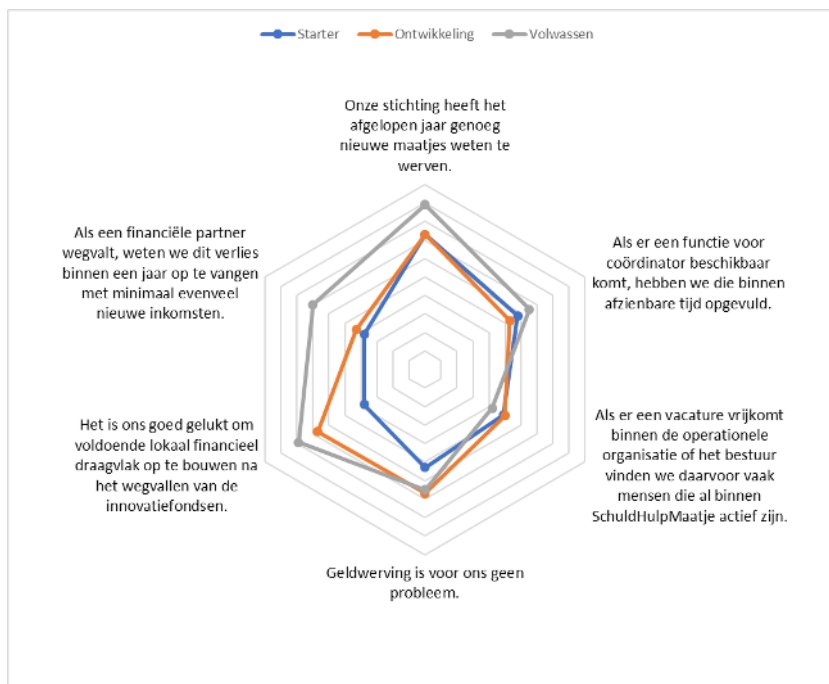 Starter Ontwikkeling Volwassen
Onze stichting heeft het
afgelopen jaar genoeg
nieuwe maatjes weten te
werven.
Als er een functie voor
coördinator beschikbaar
komt, hebben we die binnen
afzienbare tijd opgevuld.
Als er een vacature vrijkomt
binnen de operationele
organisatie of het bestuur
vinden we daarvoor vaak
mensen die al binnen
SchuldHulpMaatje actief zijn.
Geldwerving is voor ons geen
probleem.
Het is ons goed gelukt om
voldoende lokaal financieel
draagvlak op te bouwen na
het wegvallen van de
innovatiefondsen.
Als een financiële partner
wegvalt, weten we dit verlies
binnen een jaar op te vangen
met minimaal evenveel
nieuwe inkomsten.